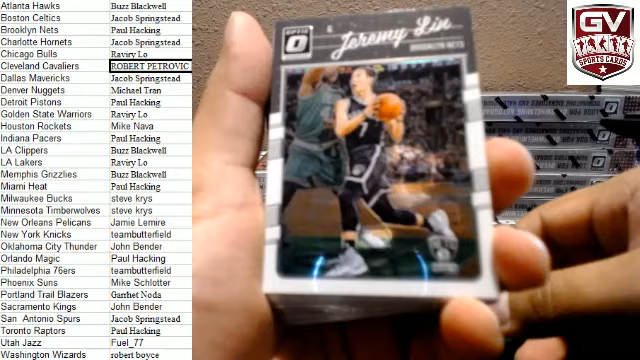 Atlanta Hawks Buzz Blackwell
Boston Celtics Jacob Springstead
Brooklyn Nets Paul Hacking
Charlotte Hornets Jacob Springstead
Chicago Bulls Raviry Lo
Cleveland Cavaliers ROBERT PETROVIC
Dallas Mavericks Jacob Springstead
Denver Nuggets Michael Tran
Detroit Pistons Paul Hacking
Golden State Warriors Raviry Lo
Houston Rockets Mike Nava
Indiana Pacers Paul Hacking
LA Clippers Buzz Blackwell
LA Lakers Raviry Lo
Memphis Grizzlies Buzz Blackwell
Miami Heat Paul Hacking
Milwaukee Bucks steve krys
Minnesota Timberwolves steve krys
New Orleans Pelicans Jamie Lemire
New York Knicks teambutterfield
Oklahoma City Thunder John Bender
Orlando Magic Paul Hacking
Philadelphia 76ers teambutterfield
Phoenix Suns Mike Schlotter
Portland Trail Blazers Garrhet Noda
Sacramento Kings John Bender
San Antonio Spurs Jacob Springstead
Toronto Raptors Paul Hacking
Utah Jazz Fuel_77
Washington Wizards robert boyce
OPTIC
Jeremy Lin
BROOKLYN NETS
GV
SPORTS CARDS